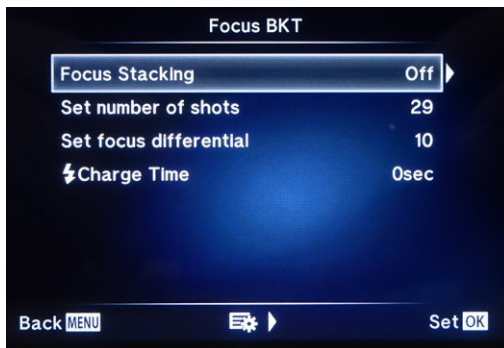 Focus BKT
Focus Stacking Off
Set number of shots 29
Set focus differential 10
Charge Time 0sec
Back MENU Set OK